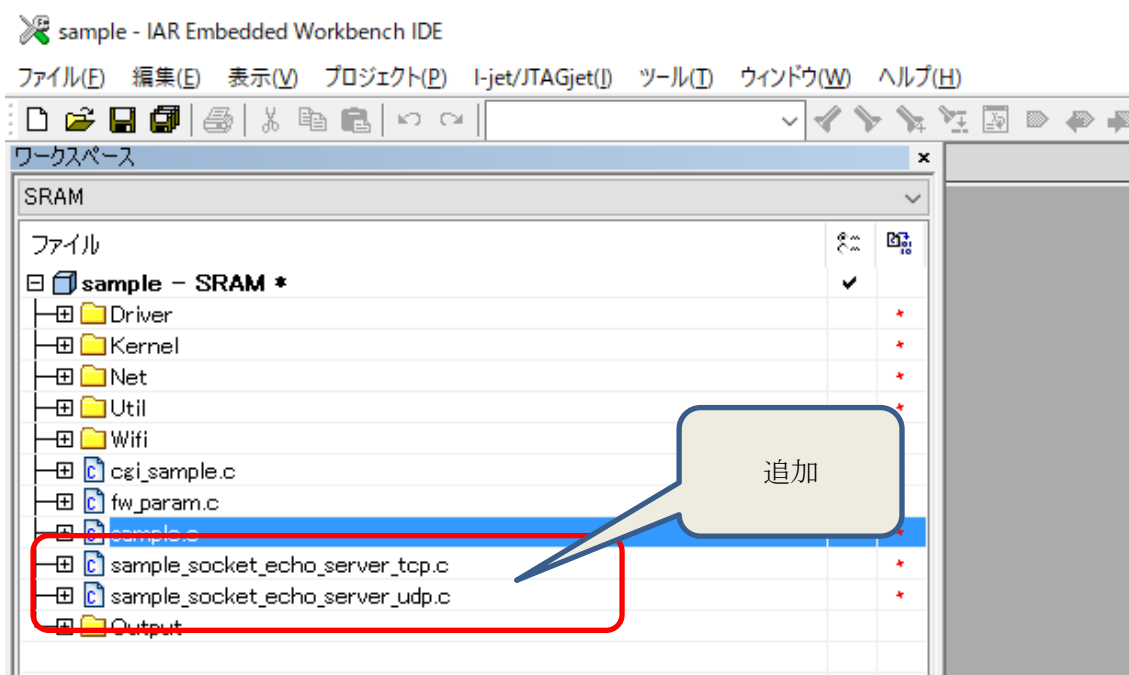 sample - IAR Embedded Workbench IDE
ファイル(F) 編集(E) 表示(V) プロジェクト(P) I-jet/JTAGjet(J) ツール(T) ウィンドウ(W) ヘルプ(H)
ワークスペース
SRAM
ファイル
sample - SRAM *
Driver
Kernel
Net
Util
Wifi
cgi_sample.c
fw_param.c
sample.c
sample_socket_echo_server_tcp.c
sample_socket_echo_server_udp.c
Output
追加